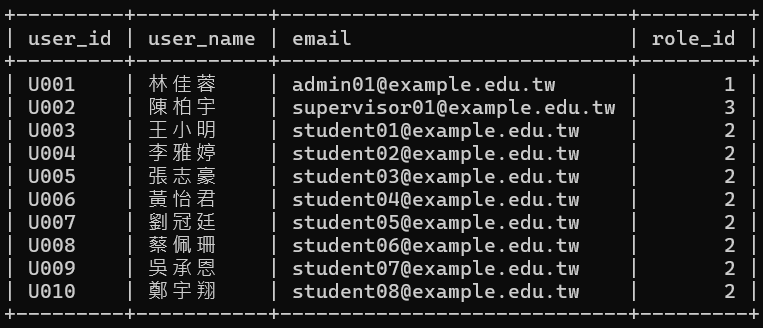 +---------+-----------+-----------------------------+---------+
| user_id | user_name | email                       | role_id |
+---------+-----------+-----------------------------+---------+
| U001    | 林佳蓉    | admin01@example.edu.tw      |       1 |
| U002    | 陳柏宇    | supervisor01@example.edu.tw |       3 |
| U003    | 王小明    | student01@example.edu.tw    |       2 |
| U004    | 李雅婷    | student02@example.edu.tw    |       2 |
| U005    | 張志豪    | student03@example.edu.tw    |       2 |
| U006    | 黃怡君    | student04@example.edu.tw    |       2 |
| U007    | 劉冠廷    | student05@example.edu.tw    |       2 |
| U008    | 蔡佩珊    | student06@example.edu.tw    |       2 |
| U009    | 吳承恩    | student07@example.edu.tw    |       2 |
| U010    | 鄭宇翔    | student08@example.edu.tw    |       2 |
+---------+-----------+-----------------------------+---------+